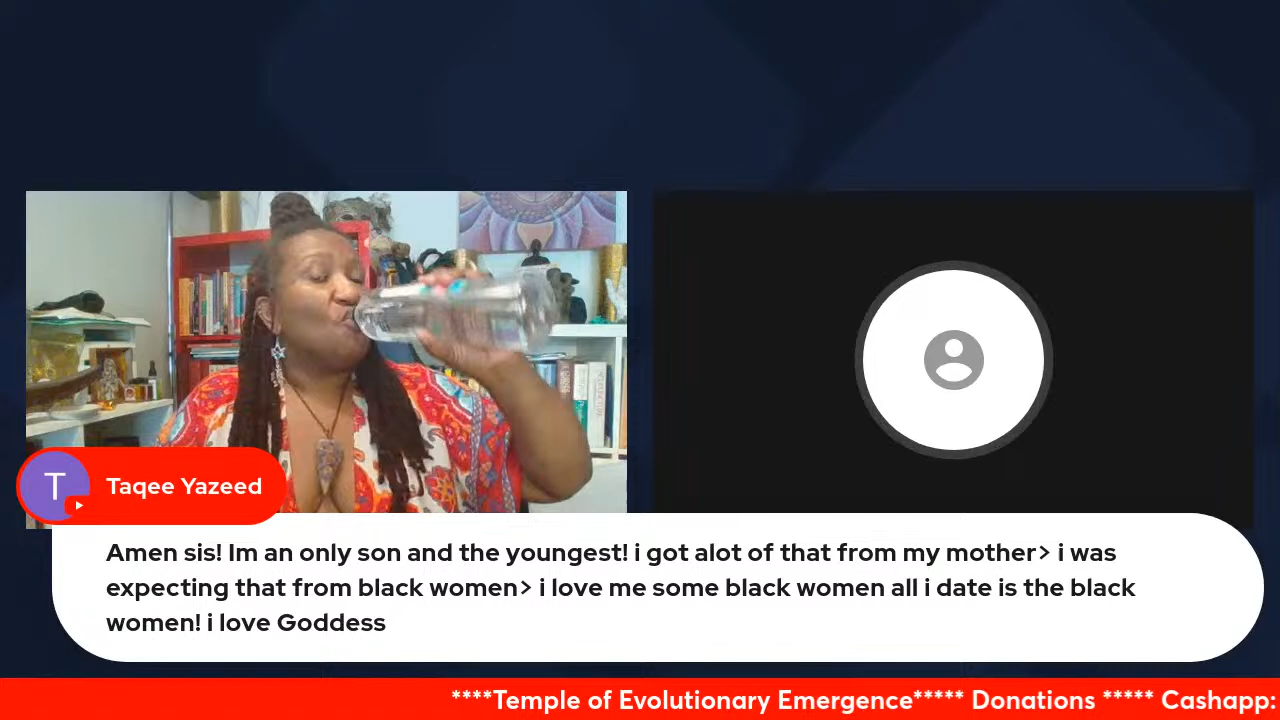 T
Taqee Yazeed
Amen sis! Im an only son and the youngest! i got alot of that from my mother> i was
expecting that from black women> i love me some black women all i date is the black
women! i love Goddess
****Temple of Evolutionary Emergence***** Donations ***** Cashapp: